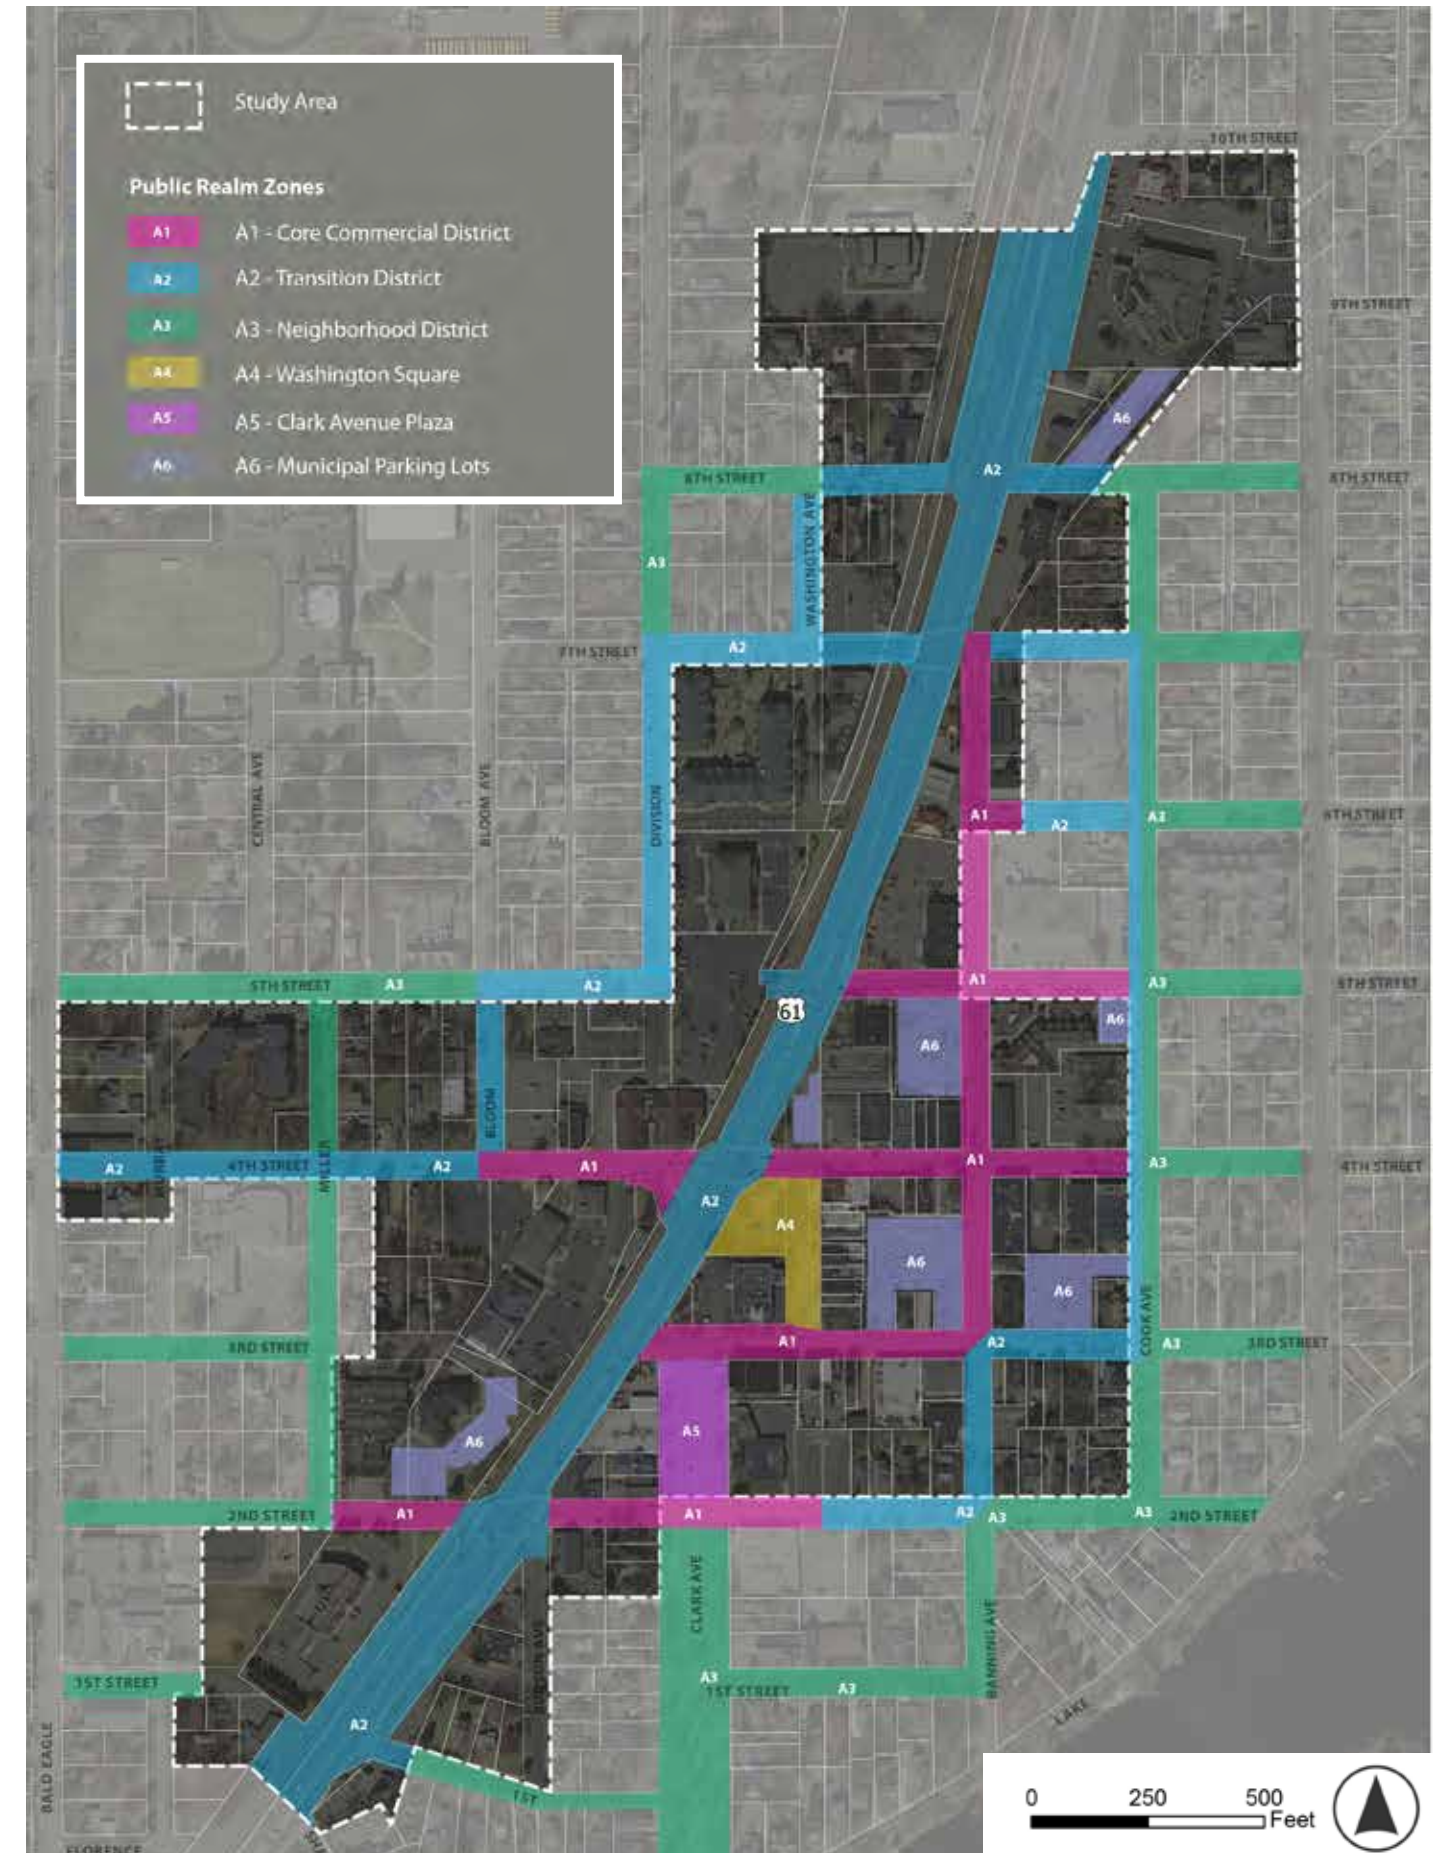 Study Area
Public Realm Zones
A1 A1 - Core Commercial District
A2 A2 - Transition District
A3 A3 - Neighborhood District
A4 A4 - Washington Square
A5 A5 - Clark Avenue Plaza
A6 A6 - Municipal Parking Lots
10TH STREET
9TH STREET
A6
8TH STREET
A2
8TH STREET
WASHINGTON AVE
A3
7TH STREET
A2
CENTRAL AVE
BLOOM AVE
DIVISION
A1
A2
A3
6TH STREET
5TH STREET
A3
A2
A1
A3
5TH STREET
61
A6
A6
BLOOM
A2
MURRAY
4TH STREET
MILLER
A2
A1
A1
A3
4TH STREET
A2
A4
A6
A6
COOK AVE
3RD STREET
A1
A2
A3
3RD STREET
A6
A5
2ND STREET
A1
A1
A2
A3
A3
2ND STREET
CLARK AVE
BANNING AVE
1ST STREET
A3
1ST STREET
A3
LAKE
A2
BALD EAGLE
1ST
FLORENCE
0 250 500
Feet